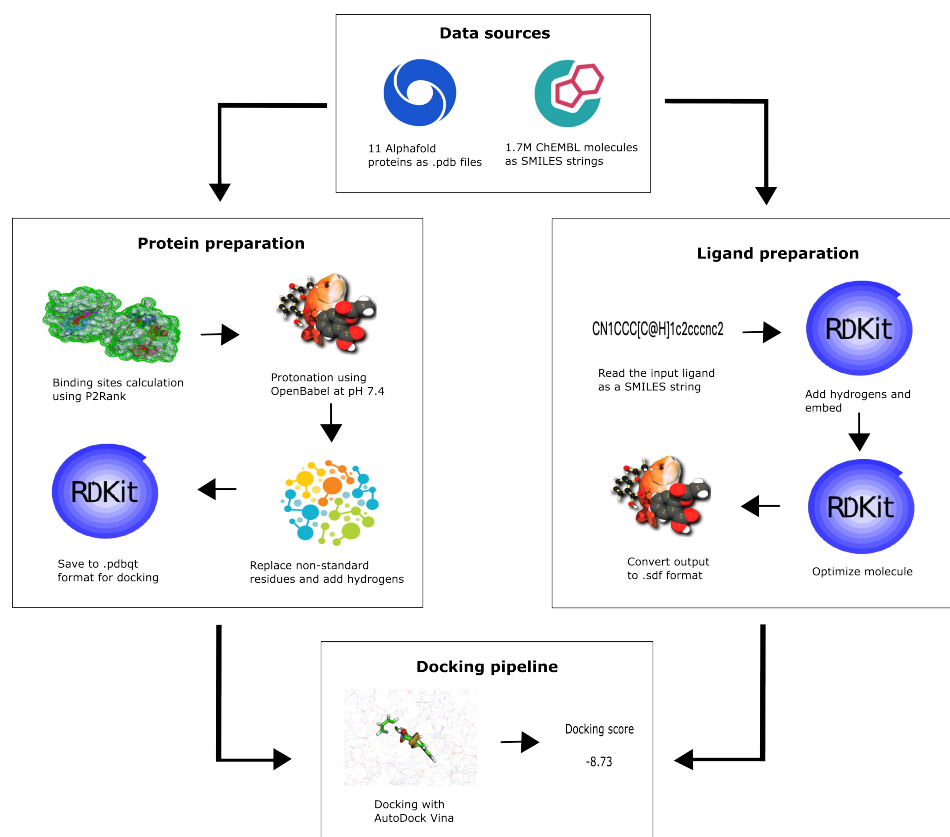 Data sources
11 Alphafold
proteins as .pdb files
1.7M ChEMBL molecules
as SMILES strings
Protein preparation
Binding sites calculation
using P2Rank
Protonation using
OpenBabel at pH 7.4
RDKit
Save to .pdbqt
format for docking
Replace non-standard
residues and add hydrogens
Ligand preparation
CN1CCC[C@H]1c2cccnc2
Read the input ligand
as a SMILES string
RDKit
Add hydrogens and
embed
Convert output
to .sdf format
RDKit
Optimize molecule
Docking pipeline
Docking with
AutoDock Vina
Docking score
-8.73